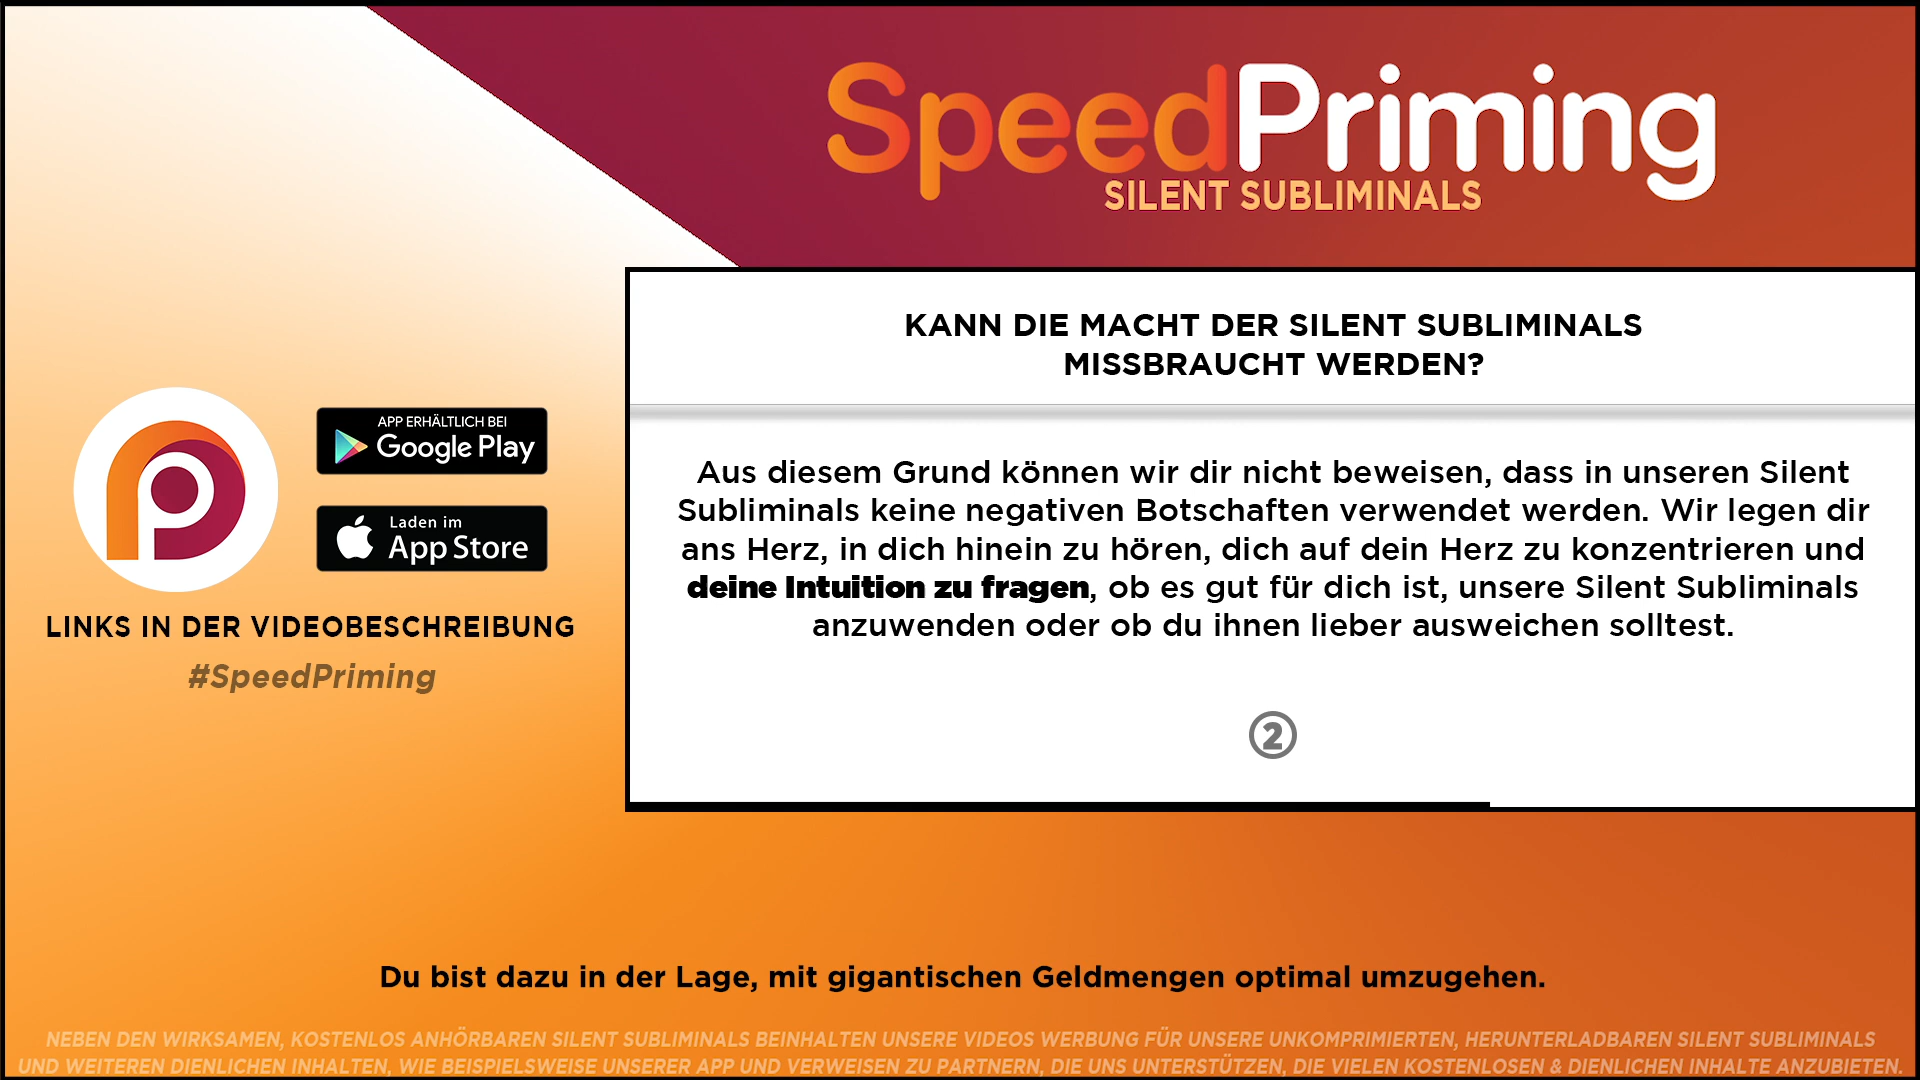 SpeedPriming
SILENT SUBLIMINALS
KANN DIE MACHT DER SILENT SUBLIMINALS
MISSBRAUCHT WERDEN?
Aus diesem Grund können wir dir nicht beweisen, dass in unseren Silent
Subliminals keine negativen Botschaften verwendet werden. Wir legen dir
ans Herz, in dich hinein zu hören, dich auf dein Herz zu konzentrieren und
deine Intuition zu fragen, ob es gut für dich ist, unsere Silent Subliminals
anzuwenden oder ob du ihnen lieber ausweichen solltest.
2
APP ERHÄLTLICH BEI
Google Play
Laden im
App Store
LINKS IN DER VIDEOBESCHREIBUNG
#SpeedPriming
Du bist dazu in der Lage, mit gigantischen Geldmengen optimal umzugehen.
NEBEN DEN WIRKSAMEN, KOSTENLOS ANHÖRBAREN SILENT SUBLIMINALS BEINHALTEN UNSERE VIDEOS WERBUNG FÜR UNSERE UNKOMPRIMIERTEN, HERUNTERLADBAREN SILENT SUBLIMINALS
UND WEITEREN DIENLICHEN INHALTEN, WIE BEISPIELSWEISE UNSERER APP UND VERWEISEN ZU PARTNERN, DIE UNS UNTERSTÜTZEN, DIE VIELEN KOSTENLOSEN & DIENLICHEN INHALTE ANZUBIETEN.